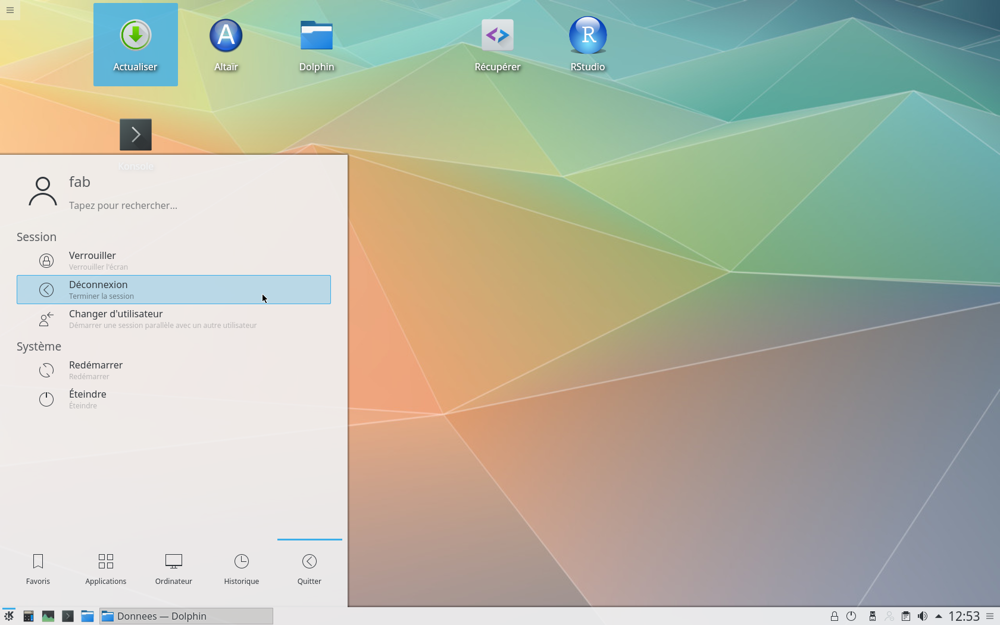 Actualiser
Altaïr
Dolphin
Récupérer
RStudio
Konsole
fab
Tapez pour rechercher...
Session
Verrouiller
Verrouiller l'écran
Déconnexion
Terminer la session
Changer d'utilisateur
Démarrer une session parallèle avec un autre utilisateur
Système
Redémarrer
Redémarrer
Éteindre
Éteindre
Favoris
Applications
Ordinateur
Historique
Quitter
Donnees — Dolphin
12:53